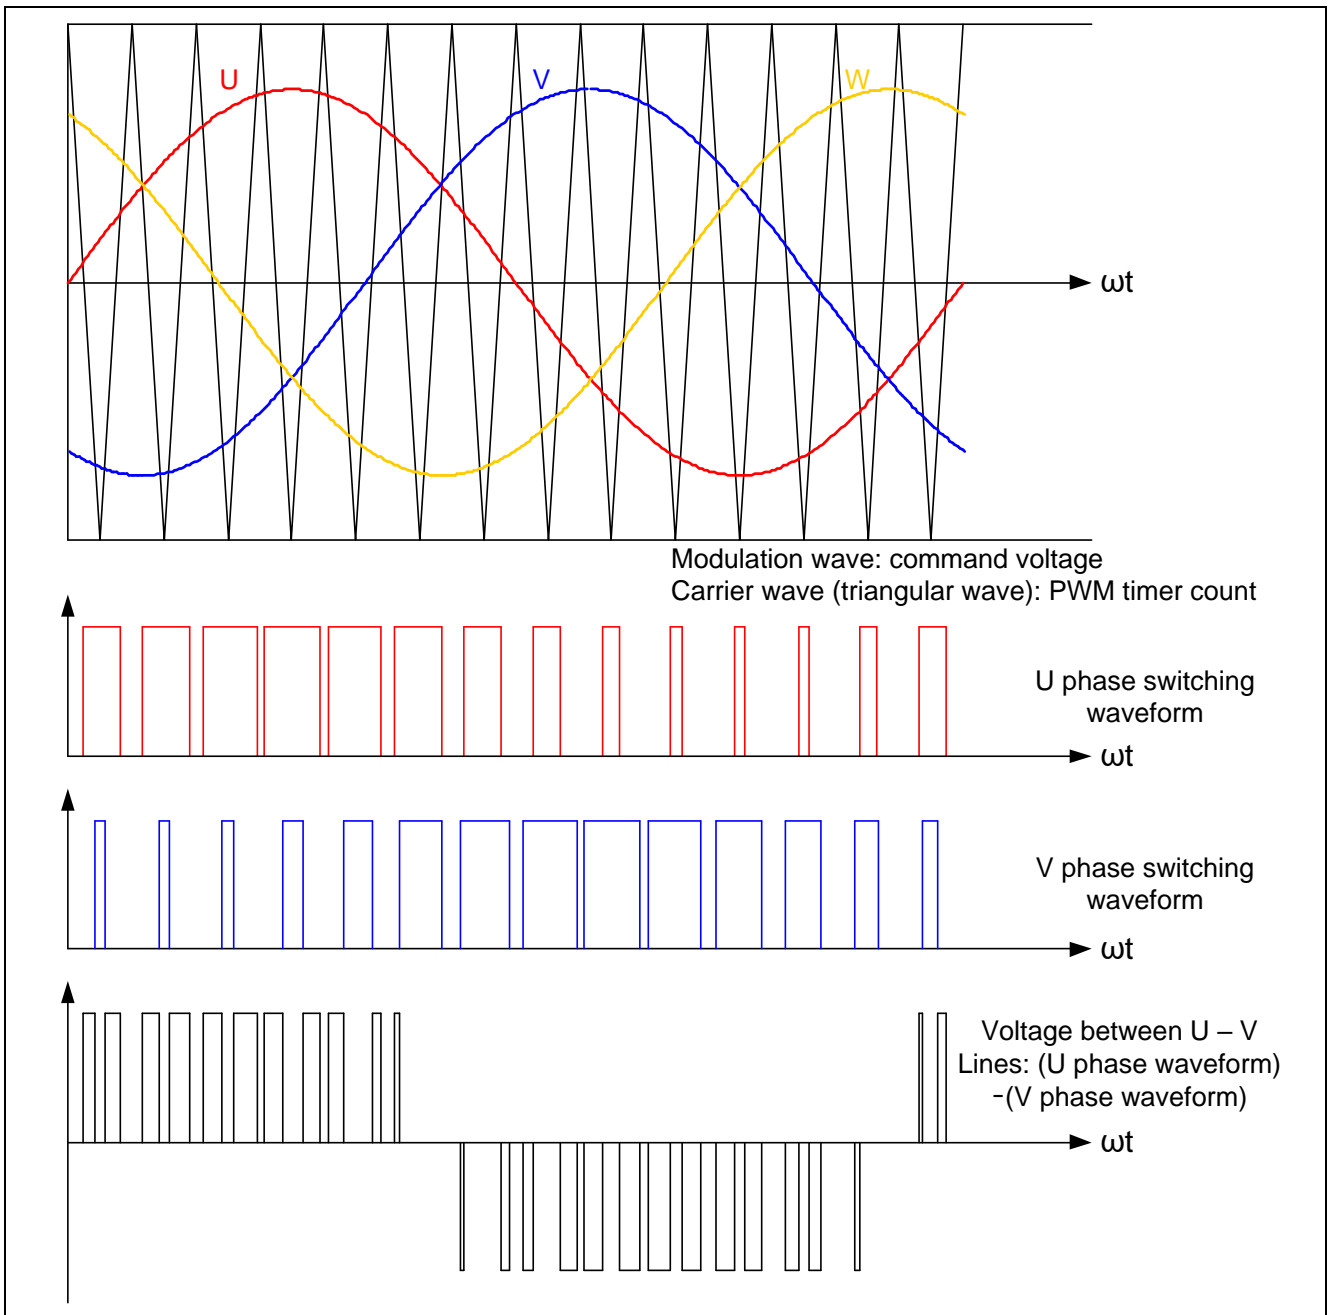 U
V
W
ωt
Modulation wave: command voltage
Carrier wave (triangular wave): PWM timer count
U phase switching
waveform
ωt
V phase switching
waveform
ωt
Voltage between U – V
Lines: (U phase waveform)
-(V phase waveform)
ωt